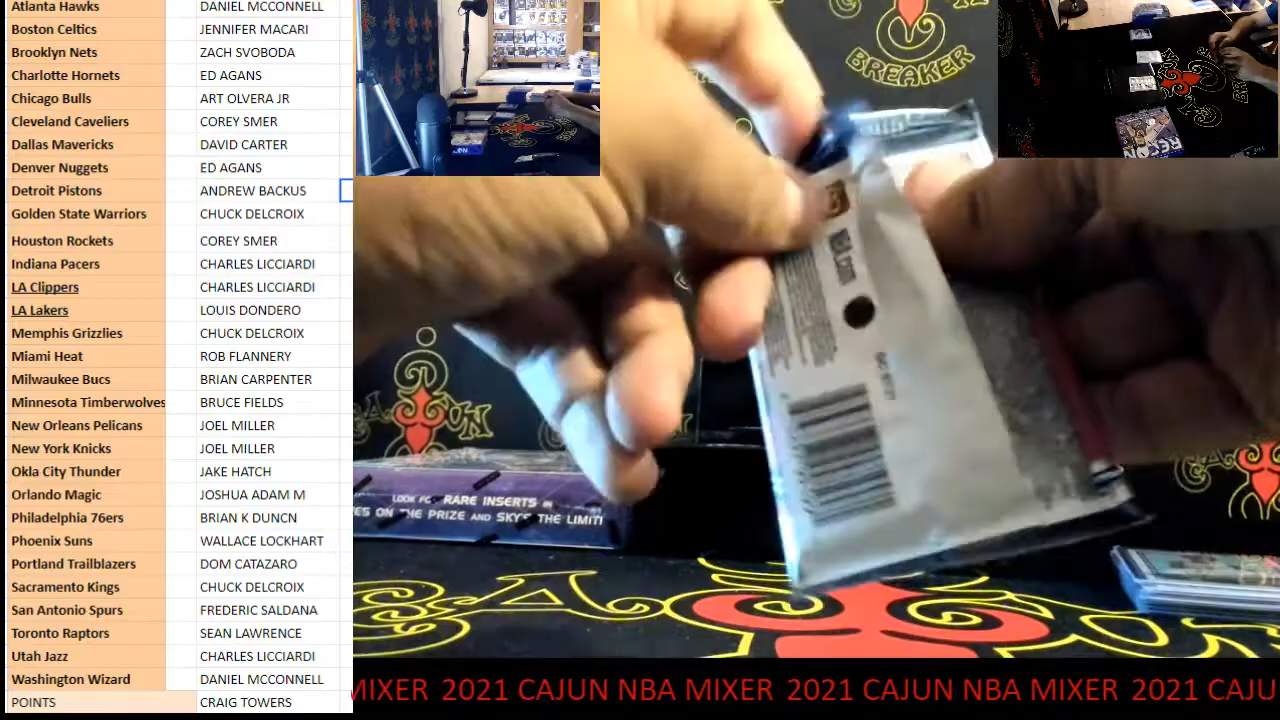 Atlanta Hawks DANIEL MCCONNELL
Boston Celtics JENNIFER MACARI
Brooklyn Nets ZACH SVOBODA
Charlotte Hornets ED AGANS
Chicago Bulls ART OLVERA JR
Cleveland Caveliers COREY SMER
Dallas Mavericks DAVID CARTER
Denver Nuggets ED AGANS
Detroit Pistons ANDREW BACKUS
Golden State Warriors CHUCK DELCROIX
Houston Rockets COREY SMER
Indiana Pacers CHARLES LICCIARDI
LA Clippers CHARLES LICCIARDI
LA Lakers LOUIS DONDERO
Memphis Grizzlies CHUCK DELCROIX
Miami Heat ROB FLANNERY
Milwaukee Bucs BRIAN CARPENTER
Minnesota Timberwolves BRUCE FIELDS
New Orleans Pelicans JOEL MILLER
New York Knicks JOEL MILLER
Okla City Thunder JAKE HATCH
Orlando Magic JOSHUA ADAM M
Philadelphia 76ers BRIAN K DUNCN
Phoenix Suns WALLACE LOCKHART
Portland Trailblazers DOM CATAZARO
Sacramento Kings CHUCK DELCROIX
San Antonio Spurs FREDERIC SALDANA
Toronto Raptors SEAN LAWRENCE
Utah Jazz CHARLES LICCIARDI
Washington Wizard DANIEL MCCONNELL
POINTS CRAIG TOWERS
BREAKER
LOOK FO RARE INSERTS IN
ES ON THE PRIZE AND SKY'S THE LIMIT!
MIXER 2021 CAJUN NBA MIXER 2021 CAJUN NBA MIXER 2021 CAJU